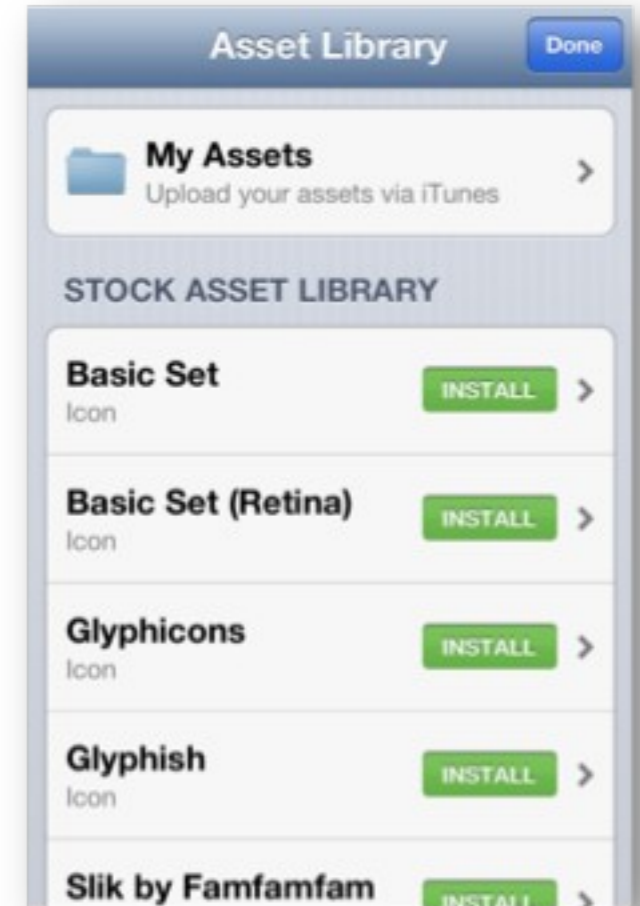 Asset Library
Done
My Assets
Upload your assets via iTunes
STOCK ASSET LIBRARY
Basic Set
INSTALL
Icon
Basic Set (Retina)
INSTALL
Icon
Glyphicons
INSTALL
Icon
Glyphish
INSTALL
Icon
Slik by Famfamfam
INSTALL